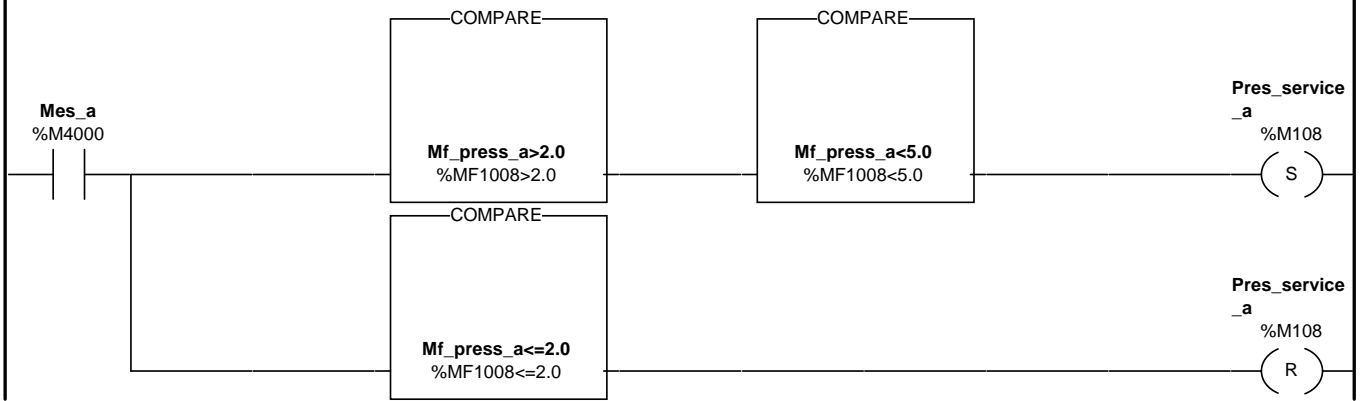 COMPARE
COMPARE
Pres_service
_a
%M108
Mes_a
%M4000
Mf_press_a>2.0
%MF1008>2.0
Mf_press_a<5.0
%MF1008<5.0
S
COMPARE
Pres_service
_a
%M108
Mf_press_a<=2.0
%MF1008<=2.0
R